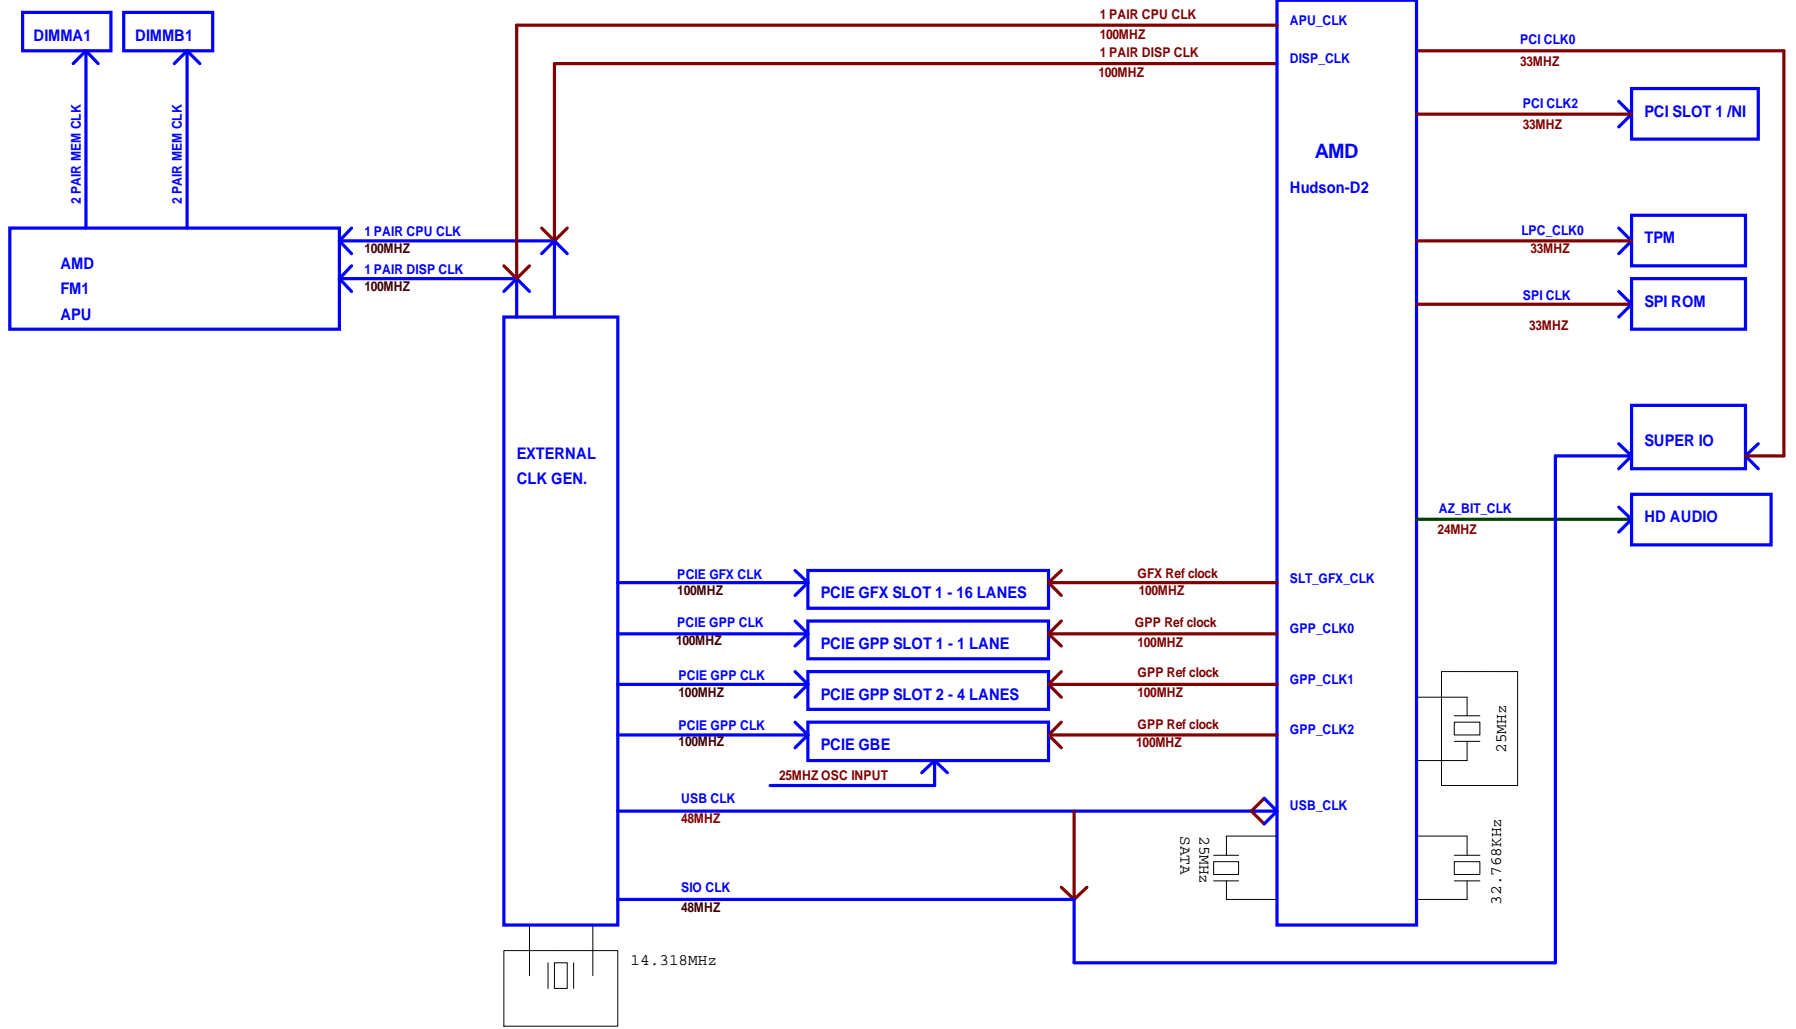 DIMMA1
DIMMB1
2 PAIR MEM CLK
2 PAIR MEM CLK
AMD
FM1
APU
1 PAIR CPU CLK
100MHZ
1 PAIR DISP CLK
100MHZ
1 PAIR CPU CLK
100MHZ
1 PAIR DISP CLK
100MHZ
EXTERNAL
CLK GEN.
PCIE GFX CLK
100MHZ
PCIE GPP CLK
100MHZ
PCIE GPP CLK
100MHZ
PCIE GPP CLK
100MHZ
USB CLK
48MHZ
SIO CLK
48MHZ
14.318MHz
PCIE GFX SLOT 1 - 16 LANES
PCIE GPP SLOT 1 - 1 LANE
PCIE GPP SLOT 2 - 4 LANES
PCIE GBE
25MHZ OSC INPUT
GFX Ref clock
100MHZ
GPP Ref clock
100MHZ
GPP Ref clock
100MHZ
GPP Ref clock
100MHZ
APU_CLK
DISP_CLK
AMD
Hudson-D2
SLT_GFX_CLK
GPP_CLK0
GPP_CLK1
GPP_CLK2
USB_CLK
25MHz
SATA
25MHz
32.768KHz
PCI CLK0
33MHZ
PCI CLK2
33MHZ
PCI SLOT 1 /NI
LPC_CLK0
33MHZ
TPM
SPI CLK
33MHZ
SPI ROM
SUPER IO
AZ_BIT_CLK
24MHZ
HD AUDIO